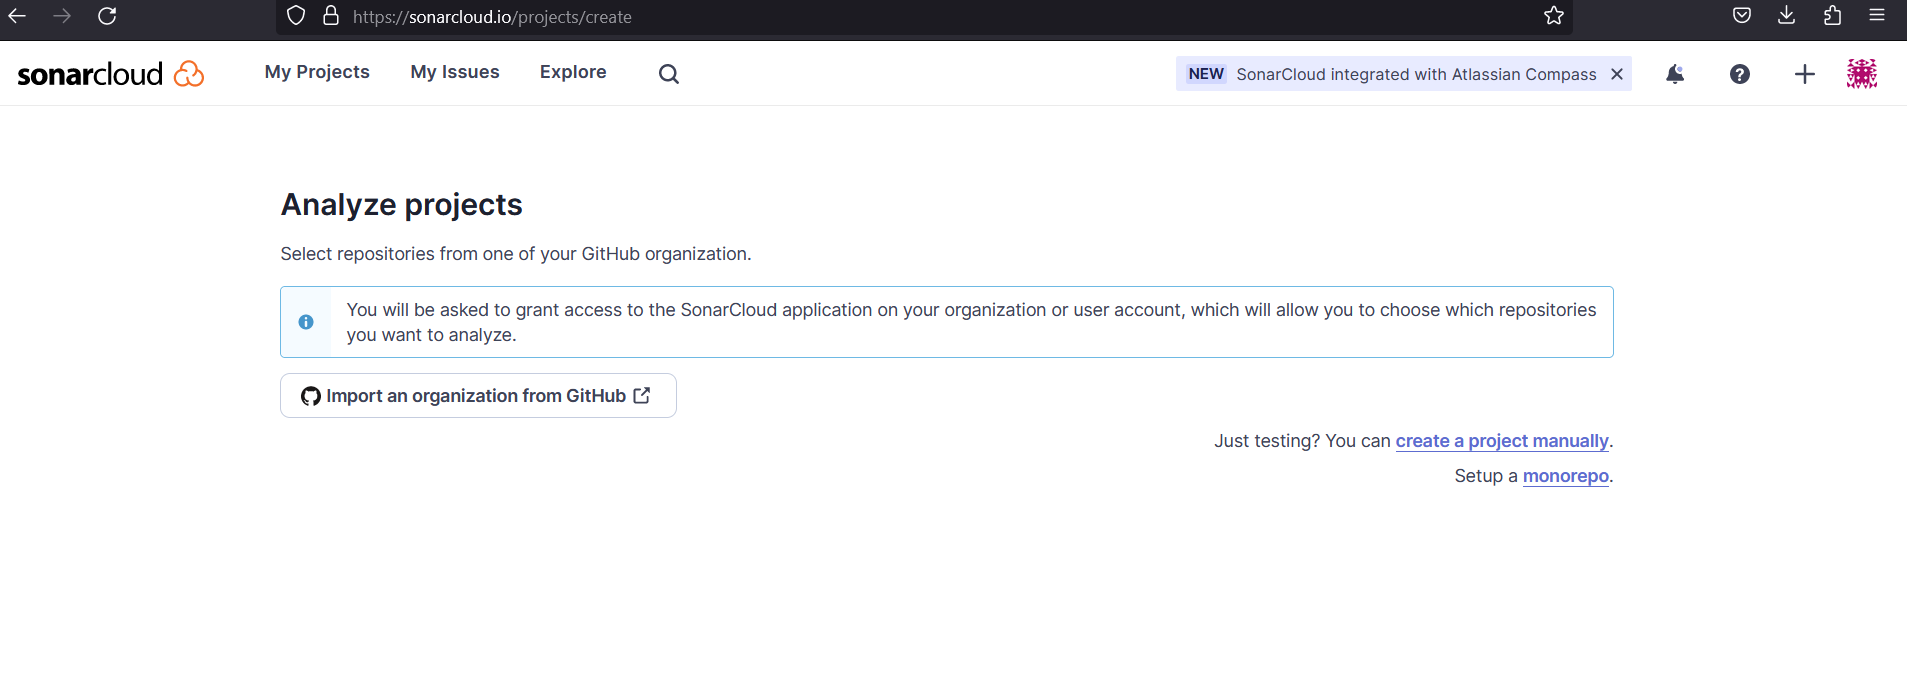 https://sonarcloud.io/projects/create
sonarcloud My Projects My Issues Explore NEW SonarCloud integrated with Atlassian Compass
Analyze projects
Select repositories from one of your GitHub organization.
You will be asked to grant access to the SonarCloud application on your organization or user account, which will allow you to choose which repositories
you want to analyze.
Import an organization from GitHub
Just testing? You can create a project manually.
Setup a monorepo.